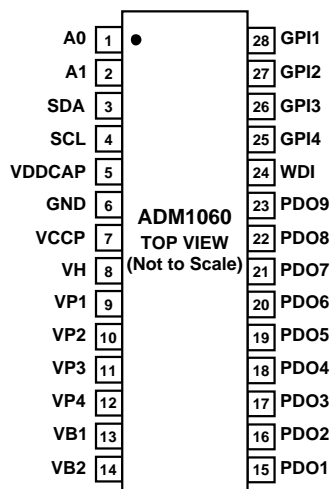 A0 1 28 GPI1
A1 2 27 GPI2
SDA 3 26 GPI3
SCL 4 25 GPI4
VDDCAP 5 24 WDI
GND 6 23 PDO9
VCCP 7 22 PDO8
VH 8 21 PDO7
VP1 9 20 PDO6
VP2 10 19 PDO5
VP3 11 18 PDO4
VP4 12 17 PDO3
VB1 13 16 PDO2
VB2 14 15 PDO1
ADM1060
TOP VIEW
(Not to Scale)